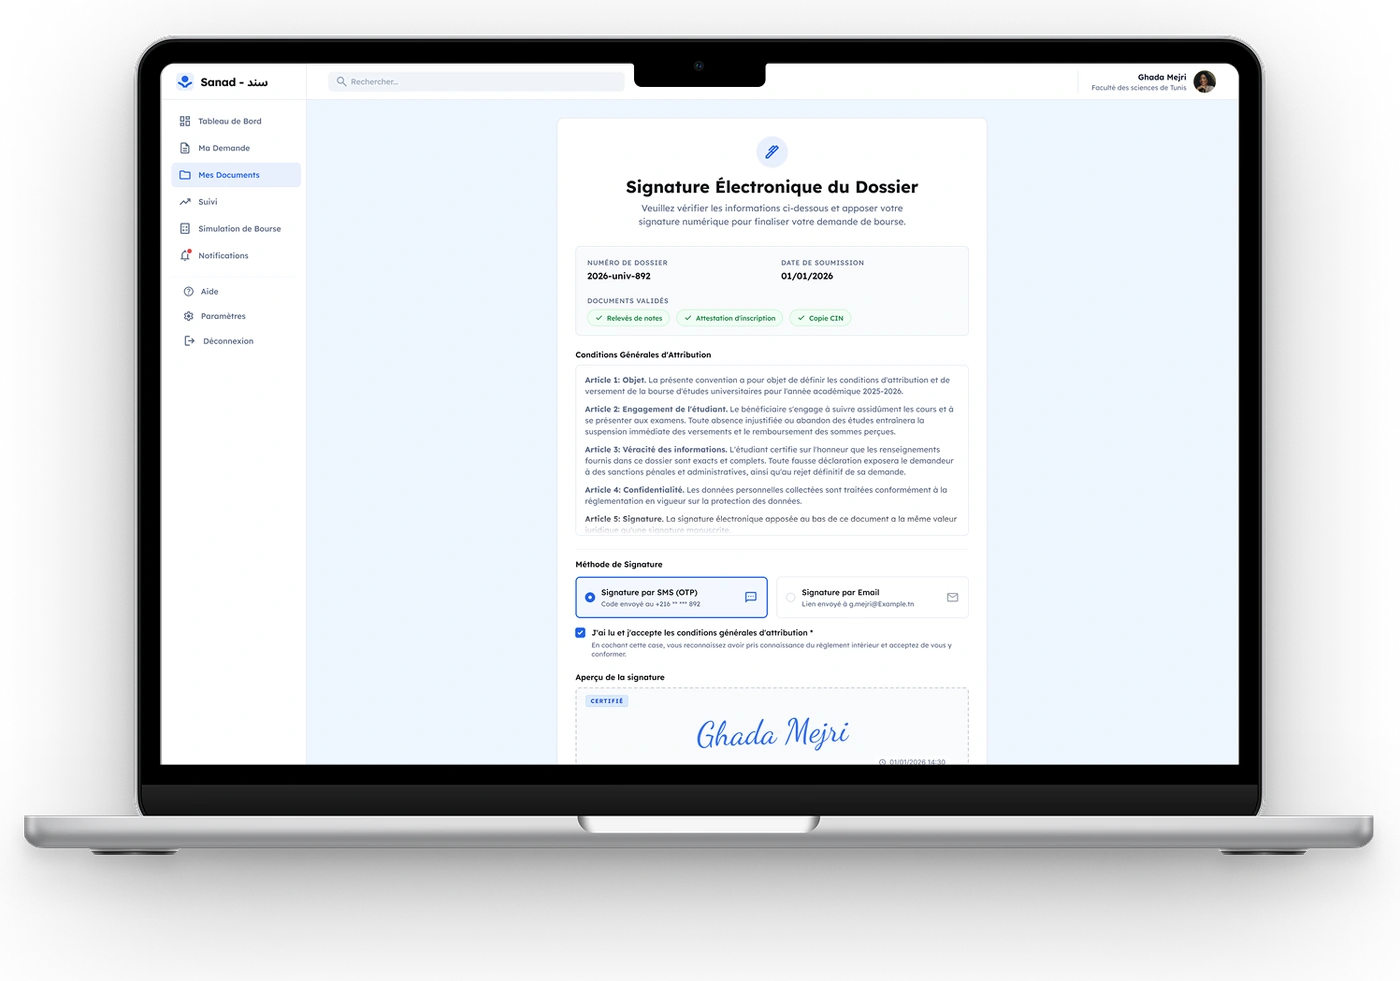 Sanad - سند
Rechercher...
Ghada Mejri
Faculté des sciences de Tunis
Tableau de Bord
Ma Demande
Mes Documents
Suivi
Simulation de Bourse
Notifications
Aide
Paramètres
Déconnexion
Signature Électronique du Dossier
Veuillez vérifier les informations ci-dessous et apposer votre
signature numérique pour finaliser votre demande de bourse.
NUMÉRO DE DOSSIER
2026-univ-892
DATE DE SOUMISSION
01/01/2026
DOCUMENTS VALIDÉS
Relevés de notes
Attestation d'inscription
Copie CIN
Conditions Générales d'Attribution
Article 1: Objet. La présente convention a pour objet de définir les conditions d'attribution et de
versement de la bourse d'études universitaires pour l'année académique 2025-2026.
Article 2: Engagement de l'étudiant. Le bénéficiaire s'engage à suivre assidûment les cours et à
se présenter aux examens. Toute absence injustifiée ou abandon des études entraînera la
suspension immédiate des versements et le remboursement des sommes perçues.
Article 3: Véracité des informations. L'étudiant certifie sur l'honneur que les renseignements
fournis dans ce dossier sont exacts et complets. Toute fausse déclaration exposera le demandeur
à des sanctions pénales et administratives, ainsi qu'au rejet définitif de sa demande.
Article 4: Confidentialité. Les données personnelles collectées sont traitées conformément à la
réglementation en vigueur sur la protection des données.
Article 5: Signature. La signature électronique apposée au bas de ce document a la même valeur
juridique qu'une signature manuscrite.
Méthode de Signature
Signature par SMS (OTP)
Code envoyé au +216 ** *** 892
Signature par Email
Lien envoyé à g.mejri@Example.tn
J'ai lu et j'accepte les conditions générales d'attribution *
En cochant cette case, vous reconnaissez avoir pris connaissance du règlement intérieur et acceptez de vous y
conformer.
Aperçu de la signature
CERTIFIÉ
Ghada Mejri
01/01/2026 14:30